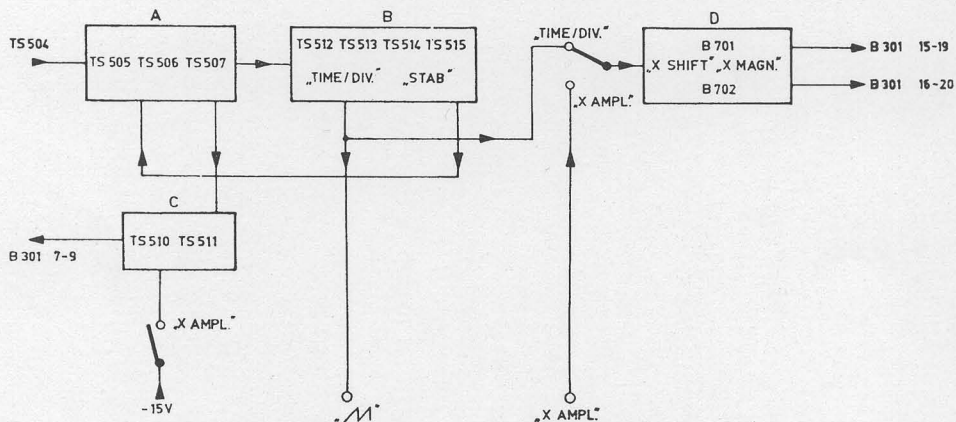 A
B
D
TS 504
TS 505 TS 506 TS 507
TS 512 TS 513 TS 514 TS 515
„TIME/DIV.” „STAB”
„TIME/DIV.”
„X AMPL.”
B 701
„X SHIFT” „X MAGN.”
B 702
B 301 15-19
B 301 16-20
C
TS 510 TS 511
B 301 7-9
„X AMPL.”
-15V
„X AMPL.”